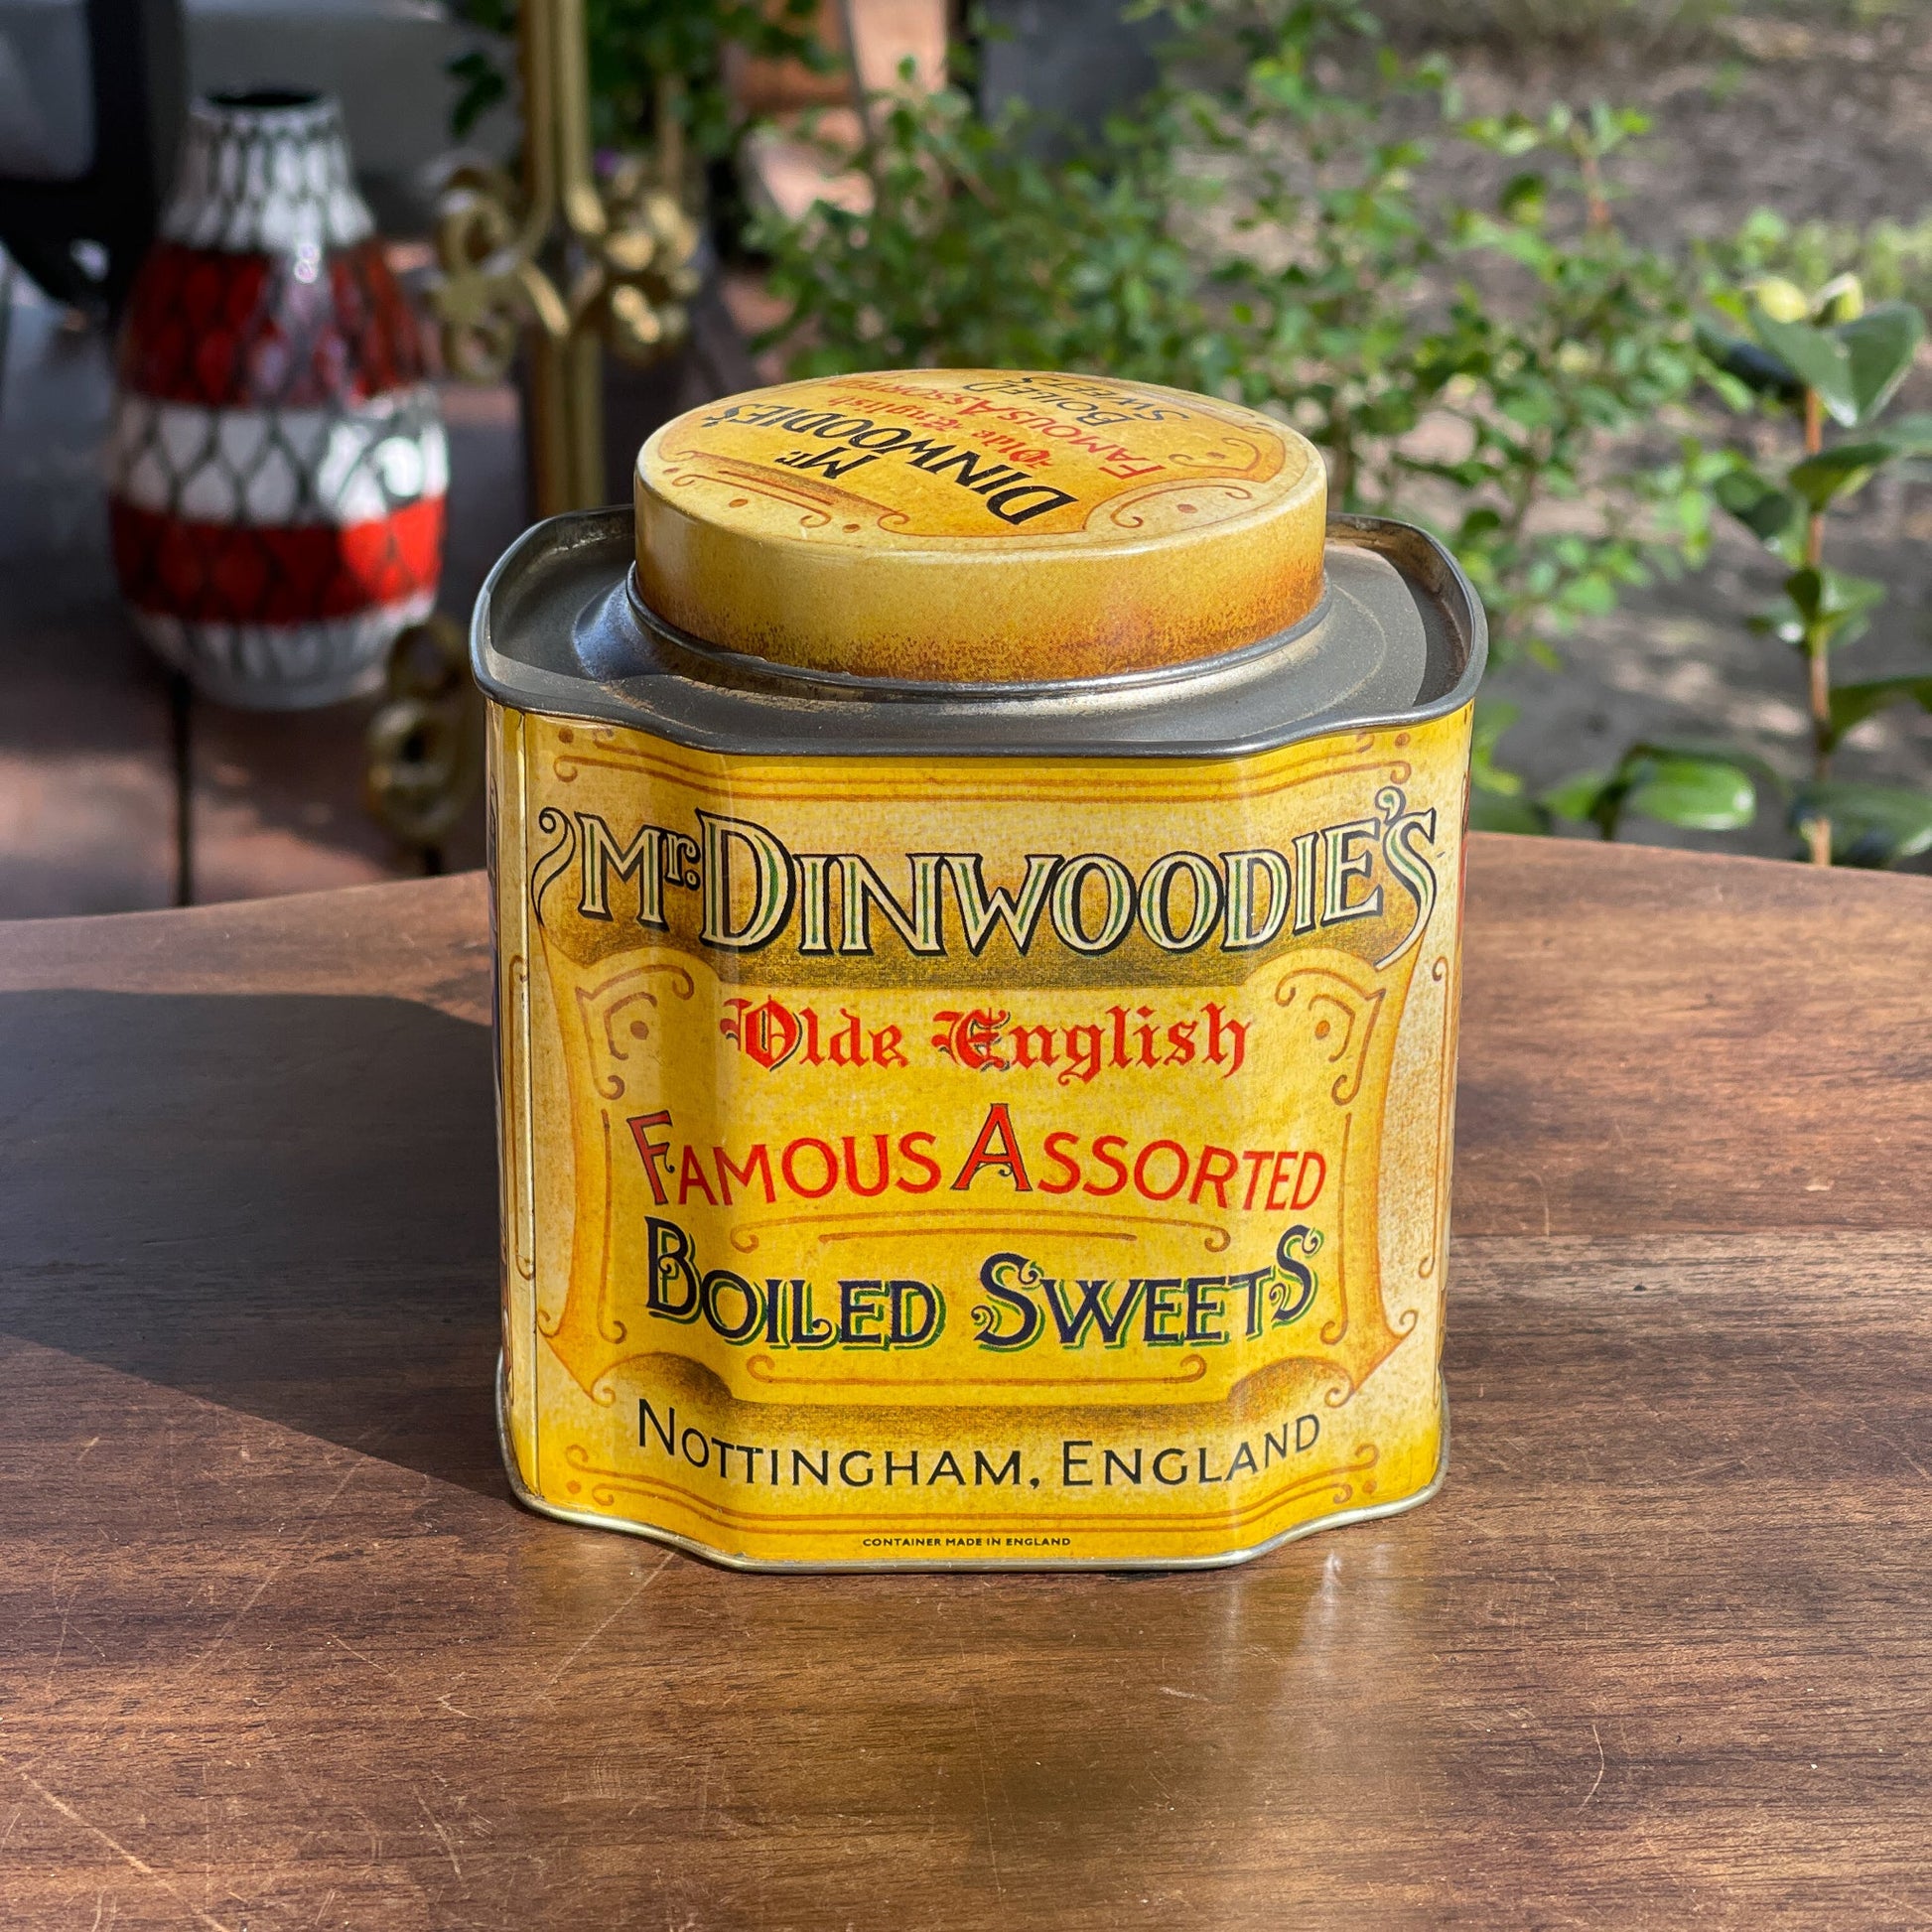 Mr.
DINWOODIE'S
Olde English
FAMOUS ASSORTED
BOILED
SWEETS
Mr. DINWOODIE'S
Olde English
FAMOUS ASSORTED
BOILED SWEETS
NOTTINGHAM, ENGLAND
CONTAINER MADE IN ENGLAND